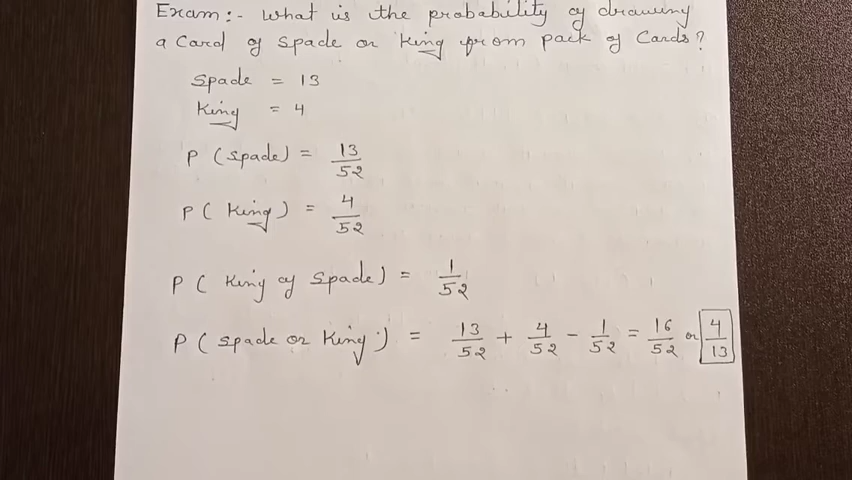 Exam:- What is the probability of drawing
a Card of Spade or King from pack of Cards?
Spade = 13
King = 4
P (Spade) = 13/52
P ( King ) = 4/52
P ( King of Spade) = 1/52
P ( Spade or King ) = 13/52 + 4/52 - 1/52 = 16/52 or 4/13